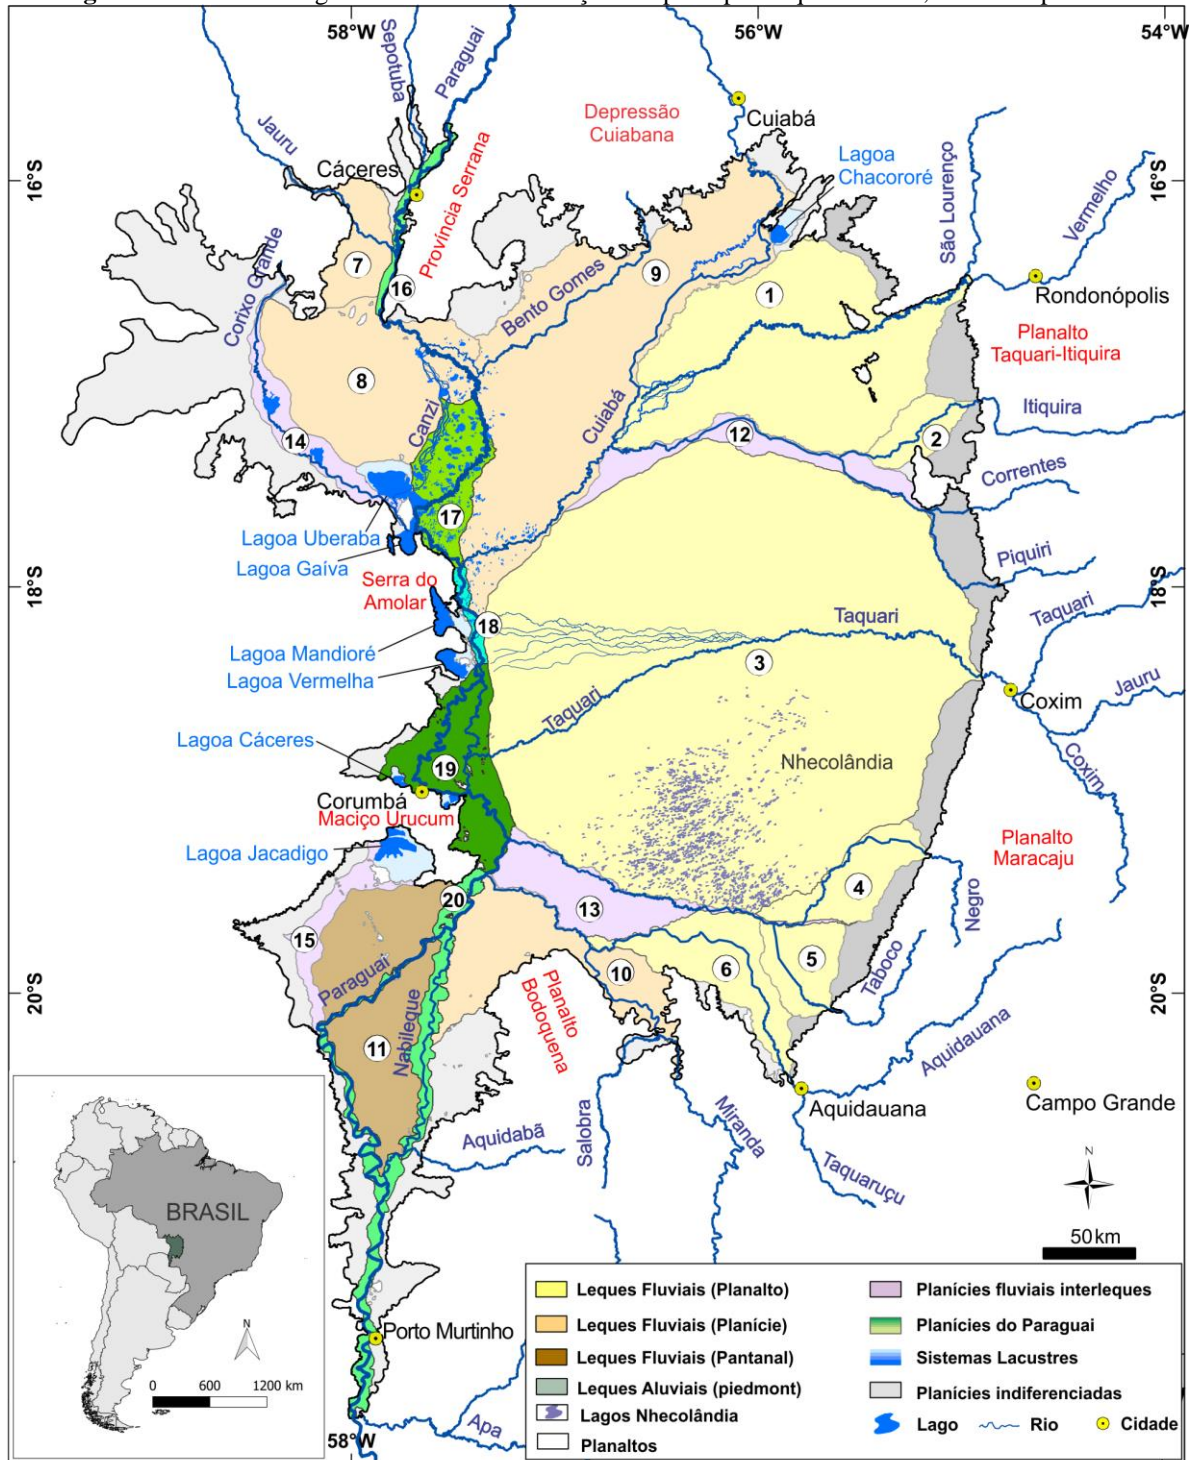 58°W
56°W
54°W
Sepotuba
Paraguai
Jauru
Cáceres
Província Serrana
Depressão
Cuiabana
Cuiabá
Lagoa
Chacororé
São Lourenço
Vermelho
16°S
16°S
Corixo Grande
7
16
Bento Gomes
9
1
Rondonópolis
Planalto
Taquari-Itiquira
8
Canzi
Cuiabá
Itiquira
14
12
2
Correntes
17
Lagoa Uberaba
Lagoa Gaíva
Piquiri
18°S
18°S
Serra do
Amolar
18
Taquari
Taquari
Lagoa Mandioré
Lagoa Vermelha
3
Taquari
Coxim
Jauru
Lagoa Cáceres
19
Nhecolândia
Coxim
Corumbá
Maciço Urucum
Lagoa Jacadigo
Planalto
Maracaju
20
4
Negro
15
13
5
Taboco
Paraguai
6
10
20°S
20°S
Planalto
Bodoquena
11
Nabileque
Aquidauana
Aquidauana
Campo Grande
Aquidabã
Salobra
Miranda
Taquaruçu
N
50 km
BRASIL
N
0 600 1200 km
Porto Murtinho
Apa
58°W
Leques Fluviais (Planalto)
Leques Fluviais (Planície)
Leques Fluviais (Pantanal)
Leques Aluviais (piedmont)
Lagos Nhecolândia
Planaltos
Planícies fluviais interleques
Planícies do Paraguai
Sistemas Lacustres
Planícies indiferenciadas
Lago
Rio
Cidade